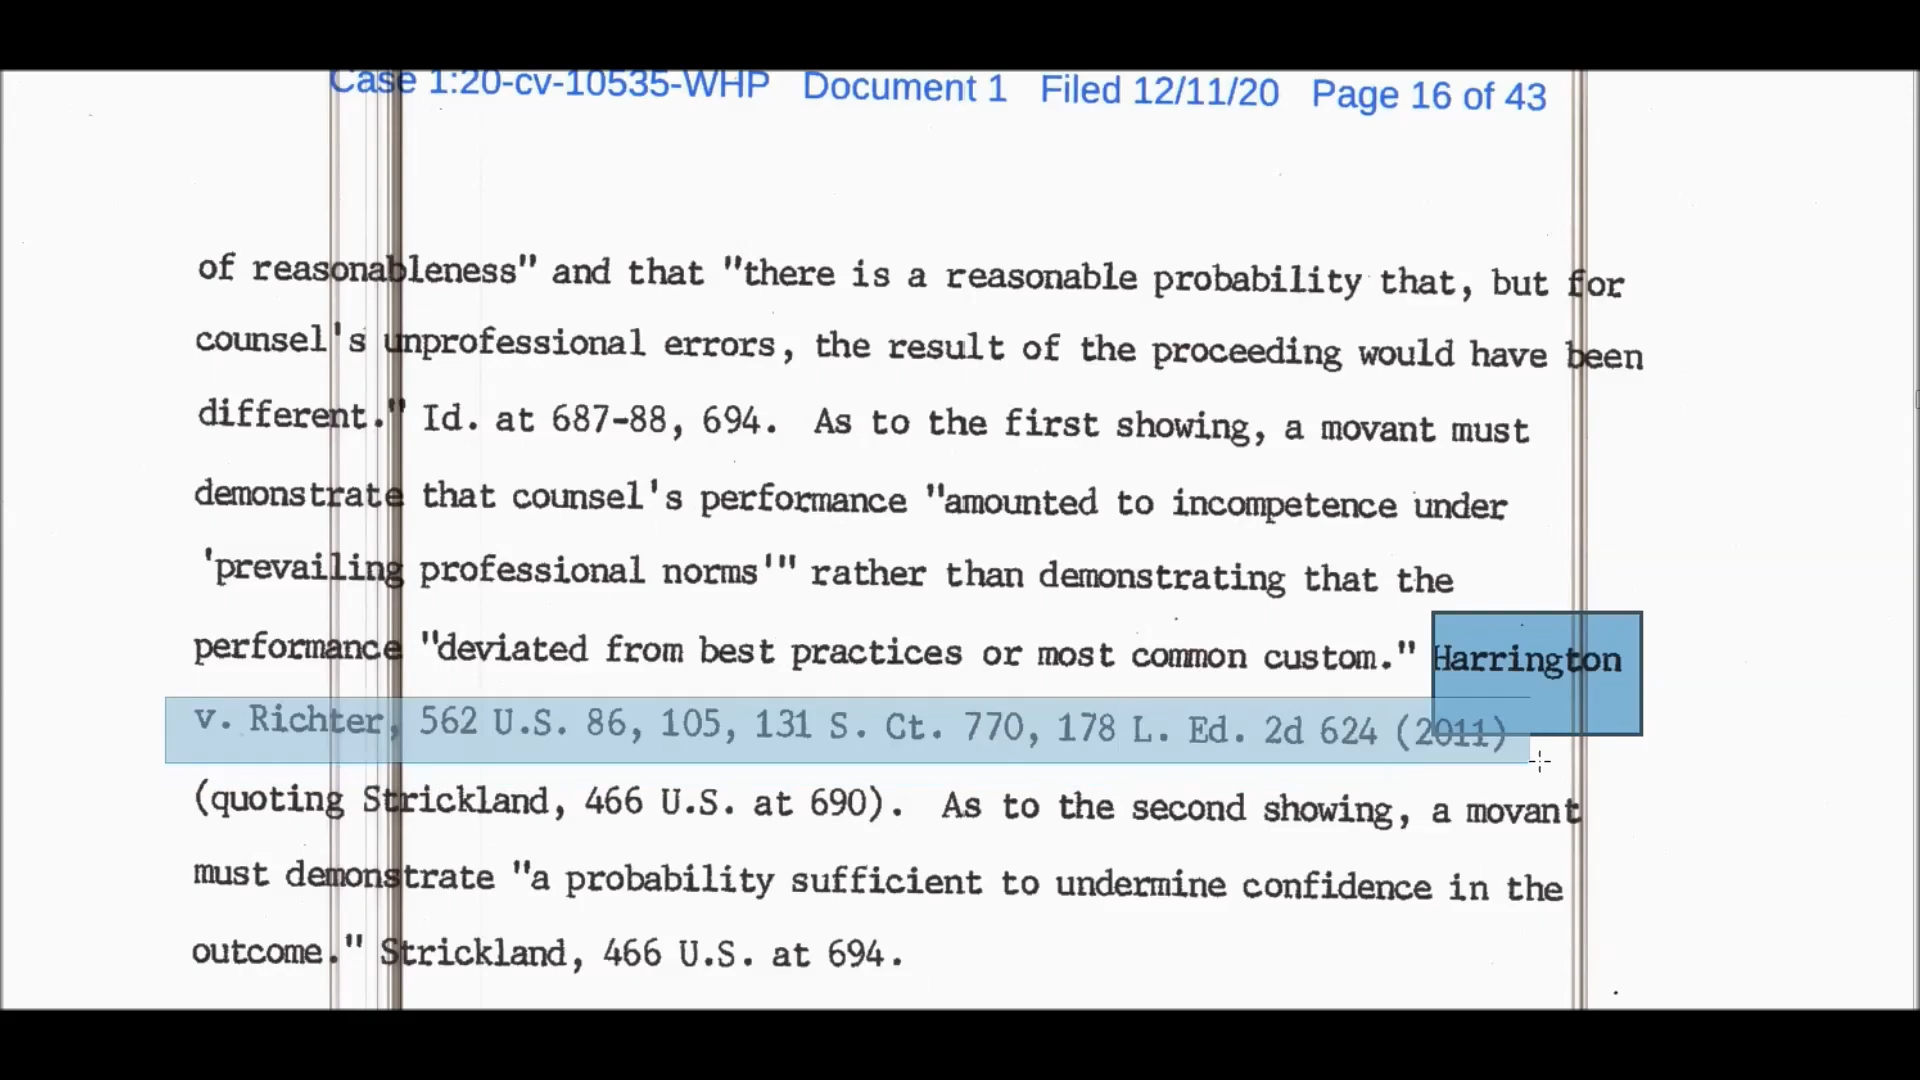 Case 1:20-cv-10535-WHP Document 1 Filed 12/11/20 Page 16 of 43
of reasonableness" and that "there is a reasonable probability that, but for
counsel's unprofessional errors, the result of the proceeding would have been
different." Id. at 687-88, 694. As to the first showing, a movant must
demonstrate that counsel's performance "amounted to incompetence under
'prevailing professional norms'" rather than demonstrating that the
performance "deviated from best practices or most common custom." Harrington
v. Richter, 562 U.S. 86, 105, 131 S. Ct. 770, 178 L. Ed. 2d 624 (2011)
(quoting Strickland, 466 U.S. at 690). As to the second showing, a movant
must demonstrate "a probability sufficient to undermine confidence in the
outcome." Strickland, 466 U.S. at 694.